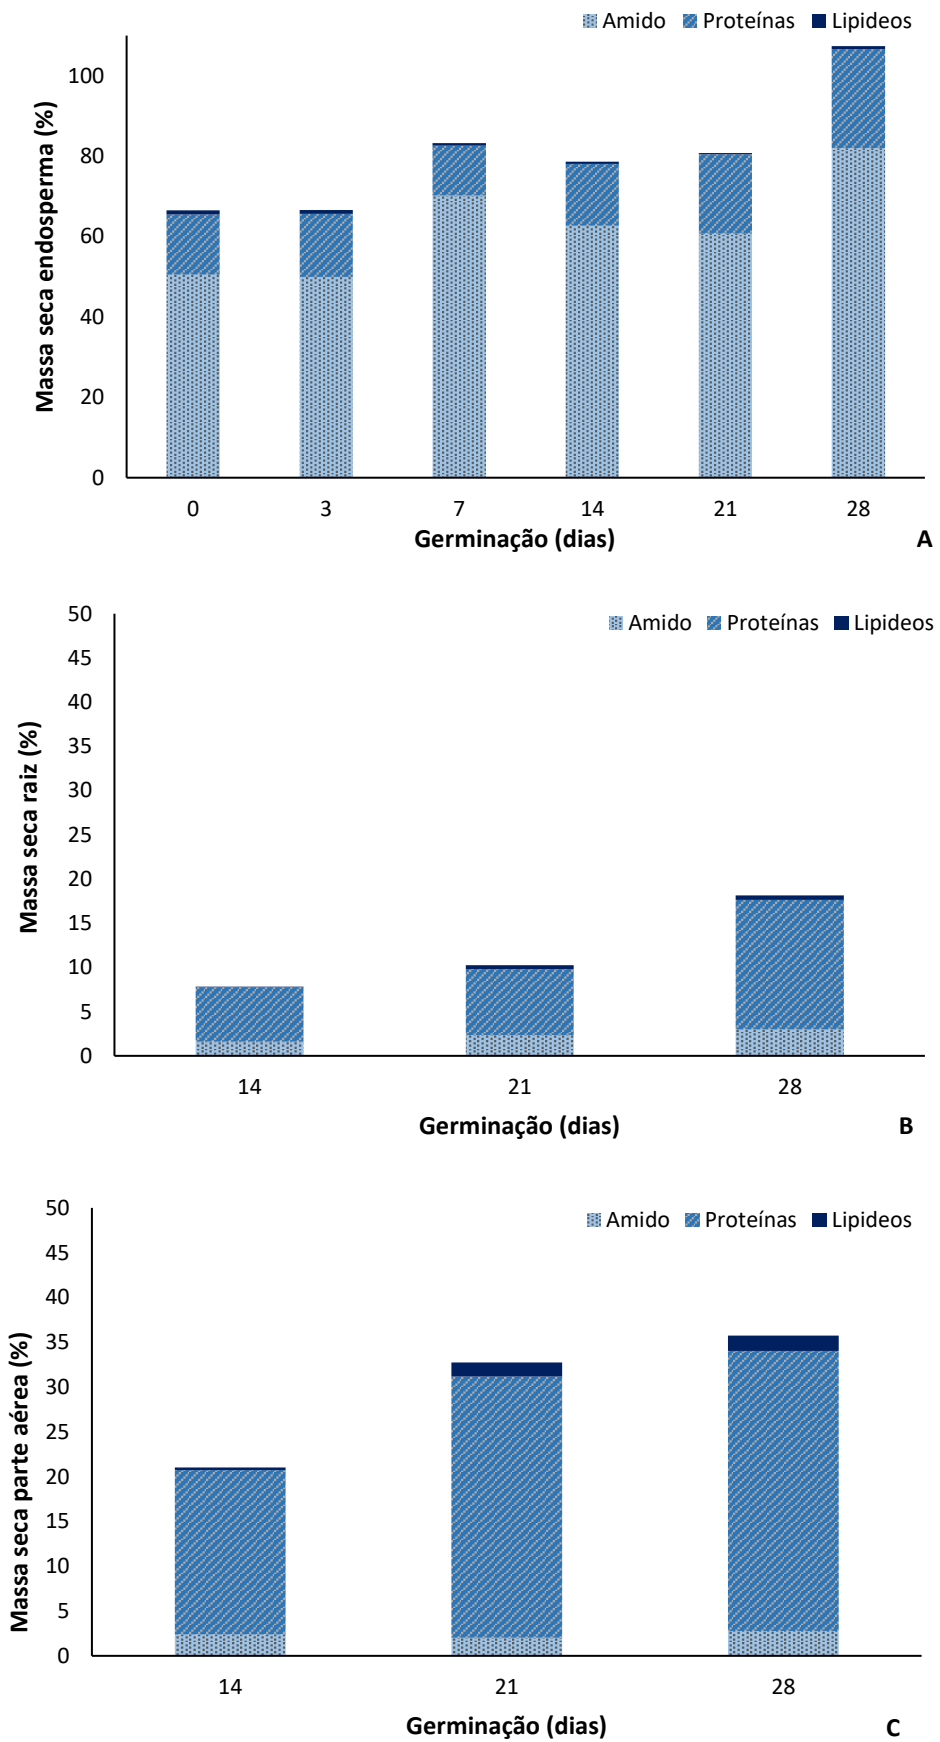 Amido Proteínas Lipideos
Massa seca endosperma (%)
100
80
60
40
20
0
0 3 7 14 21 28
Germinação (dias)
A
Amido Proteínas Lipideos
Massa seca raiz (%)
50
45
40
35
30
25
20
15
10
5
0
14 21 28
Germinação (dias)
B
Amido Proteínas Lipideos
Massa seca parte aérea (%)
50
45
40
35
30
25
20
15
10
5
0
14 21 28
Germinação (dias)
C